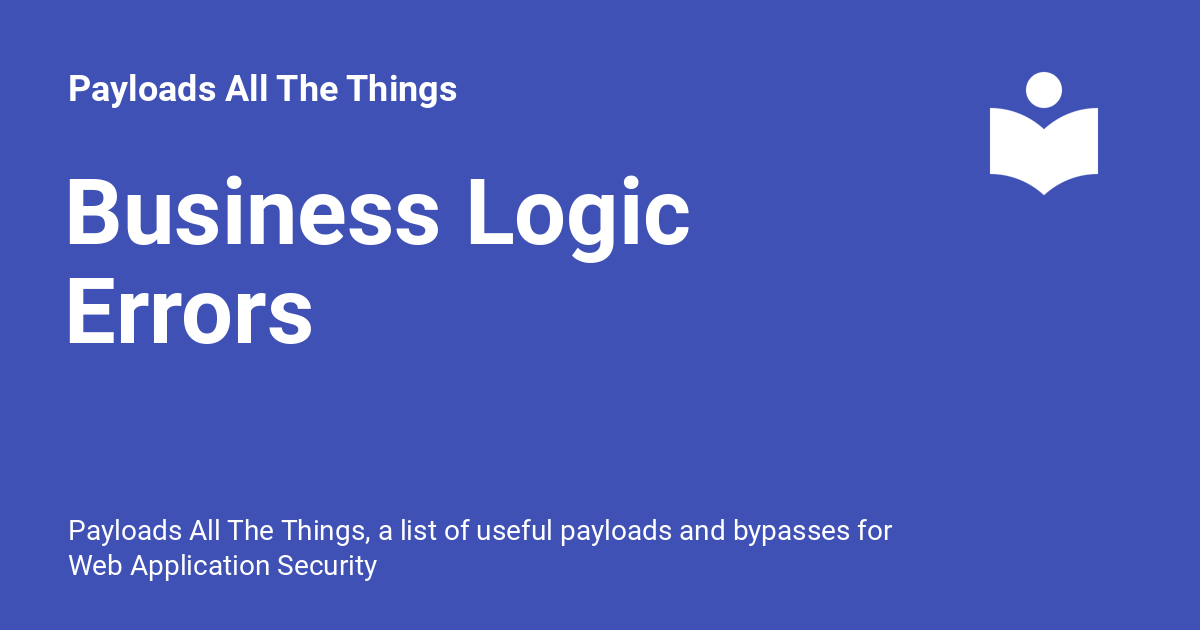 Payloads All The Things
Business Logic
Errors
Payloads All The Things, a list of useful payloads and bypasses for
Web Application Security